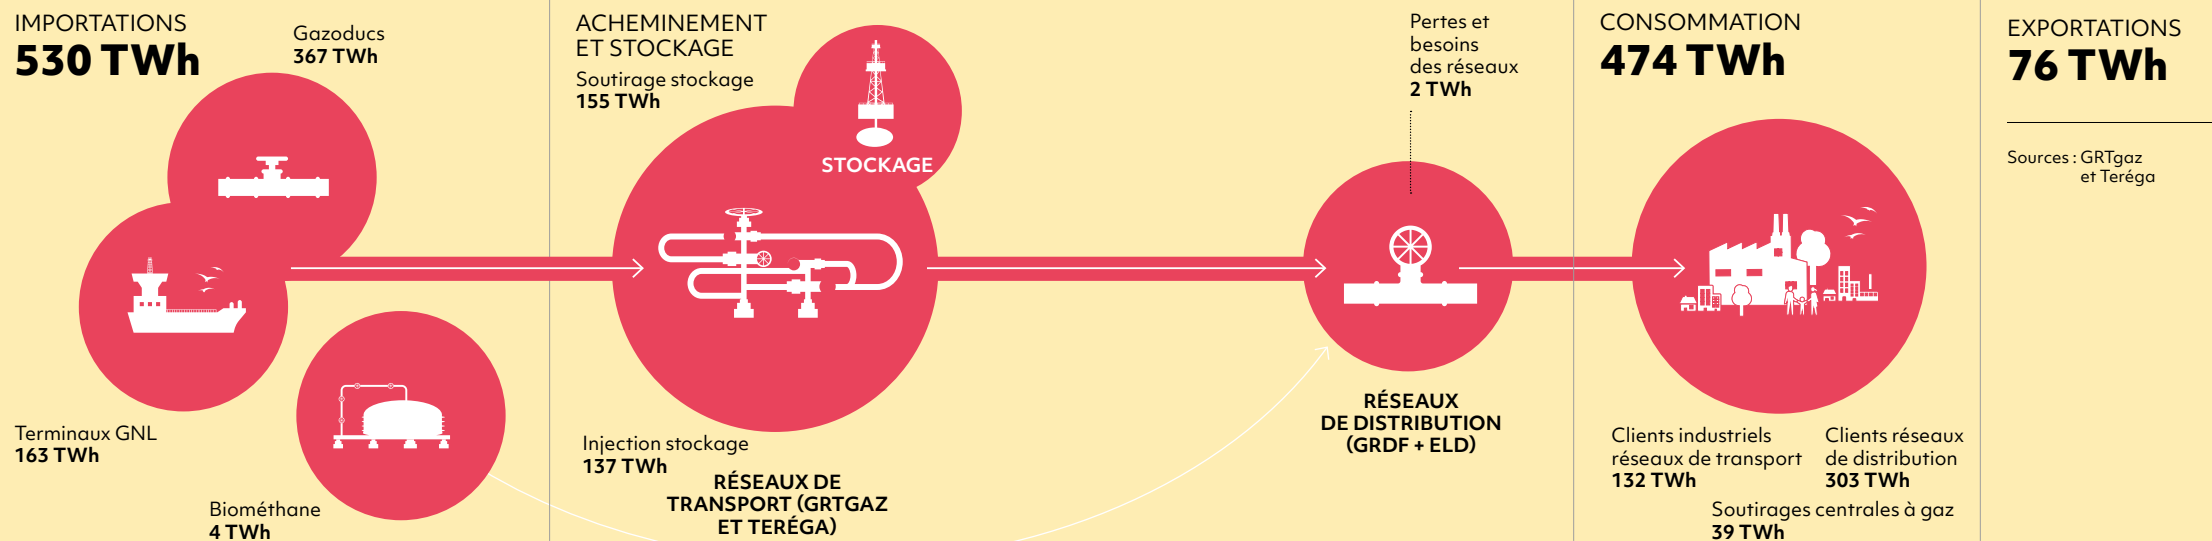 IMPORTATIONS
530 TWh
Gazoducs
367 TWh
Terminaux GNL
163 TWh
Biométhane
4 TWh
ACHEMINEMENT
ET STOCKAGE
Soutirage stockage
155 TWh
STOCKAGE
Injection stockage
137 TWh
RÉSEAUX DE
TRANSPORT (GRTGAZ
ET TERÉGA)
Pertes et
besoins
des réseaux
2 TWh
RÉSEAUX
DE DISTRIBUTION
(GRDF + ELD)
CONSOMMATION
474 TWh
Clients industriels
réseaux de transport
132 TWh
Clients réseaux
de distribution
303 TWh
Soutirages centrales à gaz
39 TWh
EXPORTATIONS
76 TWh
Sources : GRTgaz
et Teréga